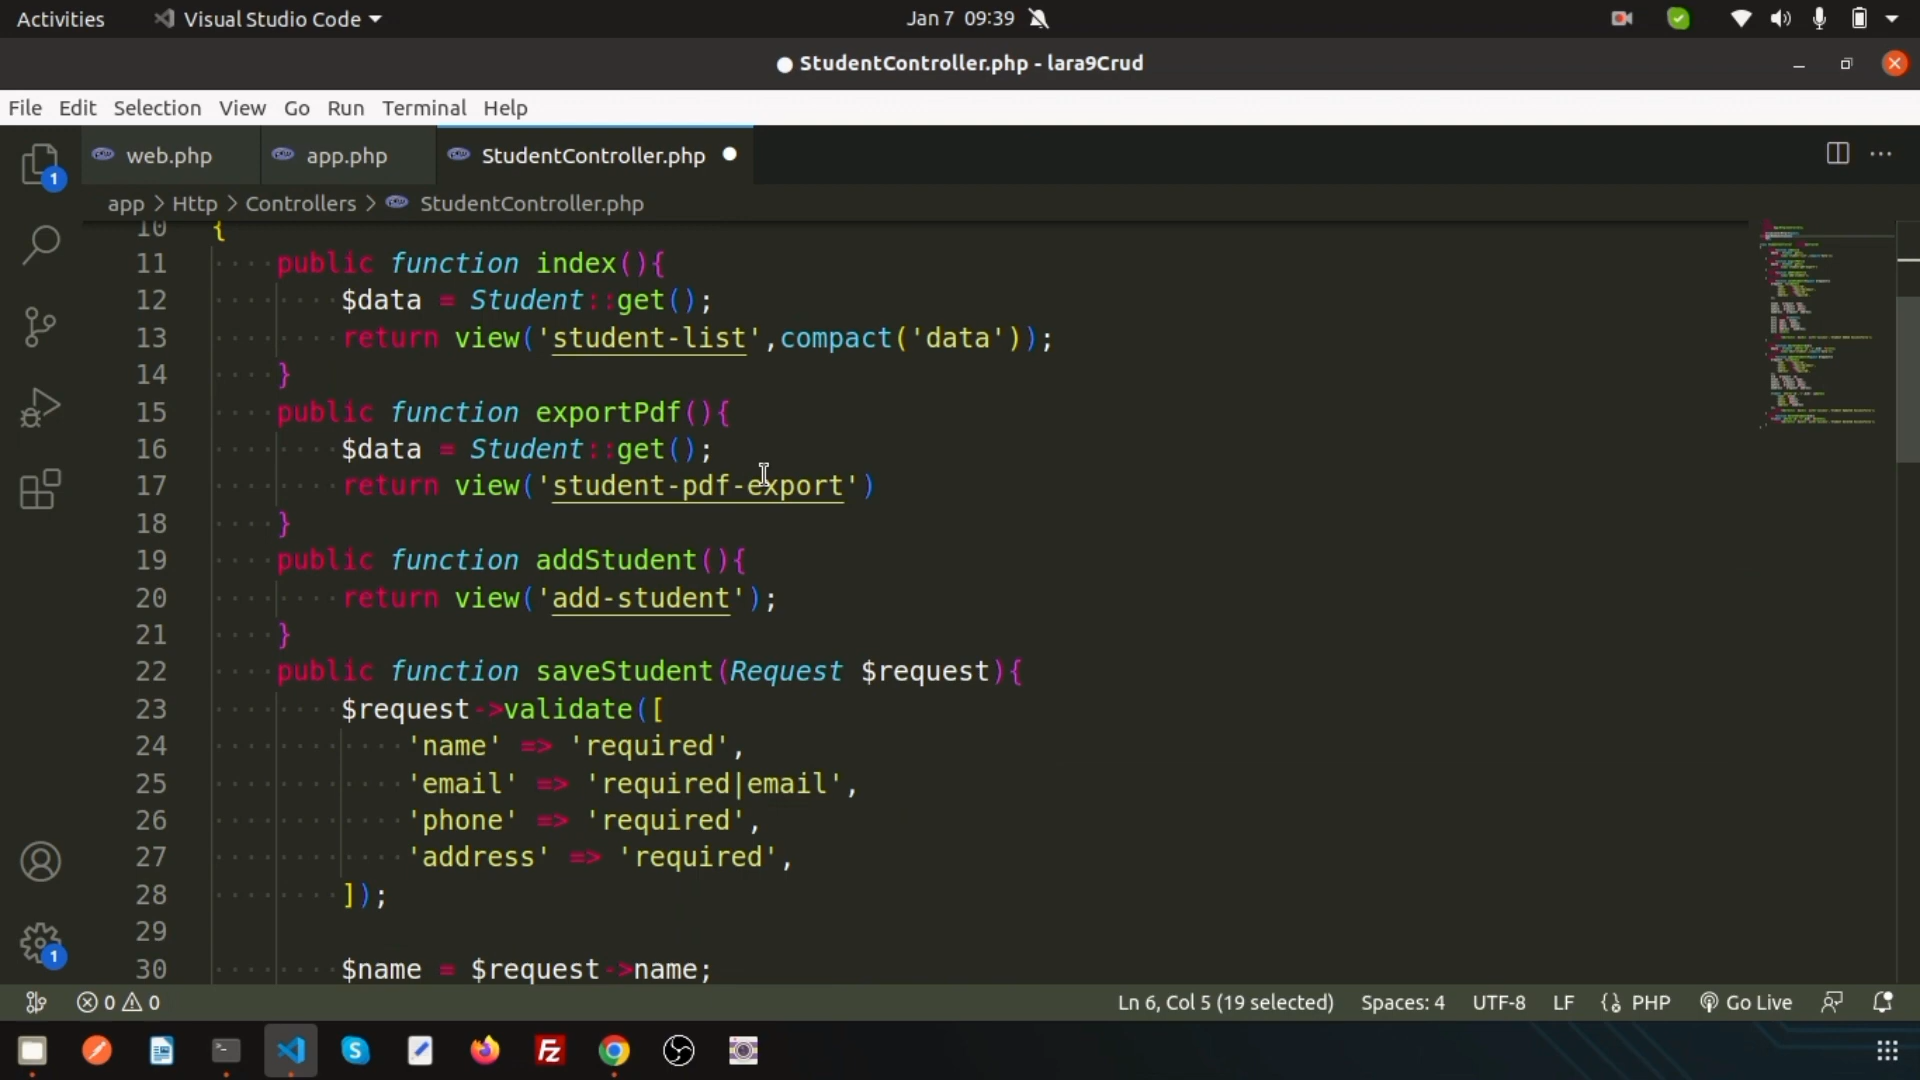 Activities
Visual Studio Code
Jan 7 09:39
StudentController.php - lara9Crud
File Edit Selection View Go Run Terminal Help
1
web.php
app.php
StudentController.php
app > Http > Controllers > StudentController.php
10 {
11 public function index(){
12 $data = Student::get();
13 return view('student-list',compact('data'));
14 }
15 public function exportPdf(){
16 $data = Student::get();
17 return view('student-pdf-export')
18 }
19 public function addStudent(){
20 return view('add-student');
21 }
22 public function saveStudent(Request $request){
23 $request->validate([
24 'name' => 'required',
25 'email' => 'required|email',
26 'phone' => 'required',
27 'address' => 'required',
28 ]);
29
30 $name = $request->name;
1
0 0
Ln 6, Col 5 (19 selected) Spaces: 4 UTF-8 LF PHP Go Live